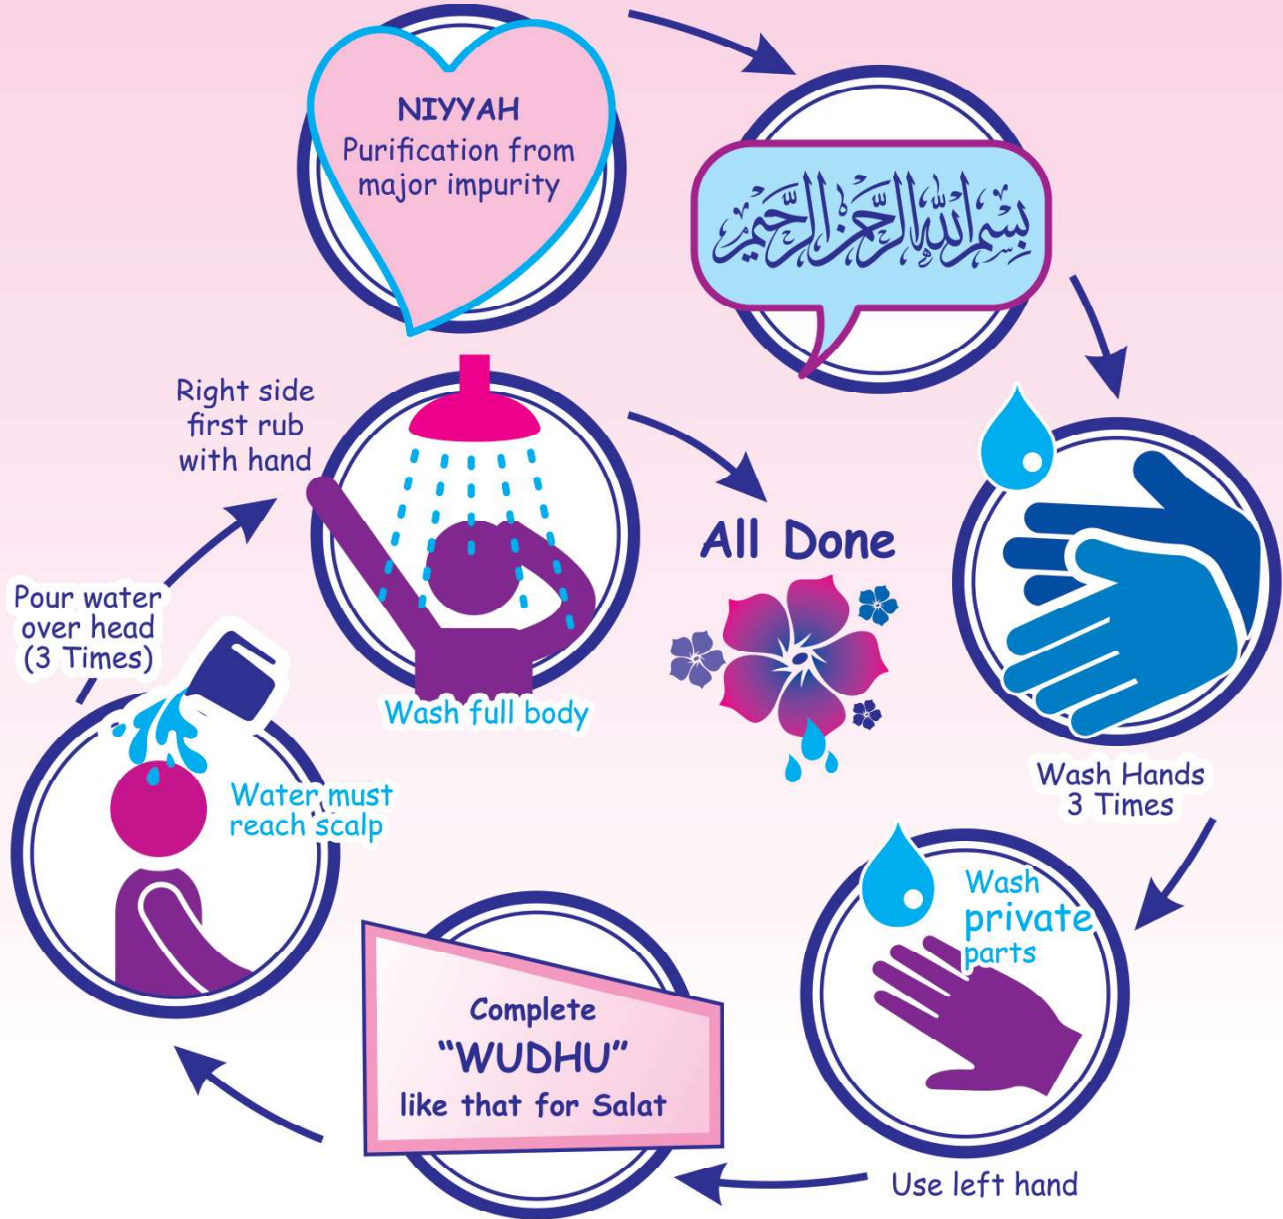 NIYYAH
Purification from
major impurity
بِسْمِ اللهِ الرَّحْمٰنِ الرَّحِيْمِ
Wash Hands
3 Times
Wash
private
parts
Use left hand
Complete
“WUDHU”
like that for Salat
Pour water
over head
(3 Times)
Water must
reach scalp
Right side
first rub
with hand
Wash full body
All Done